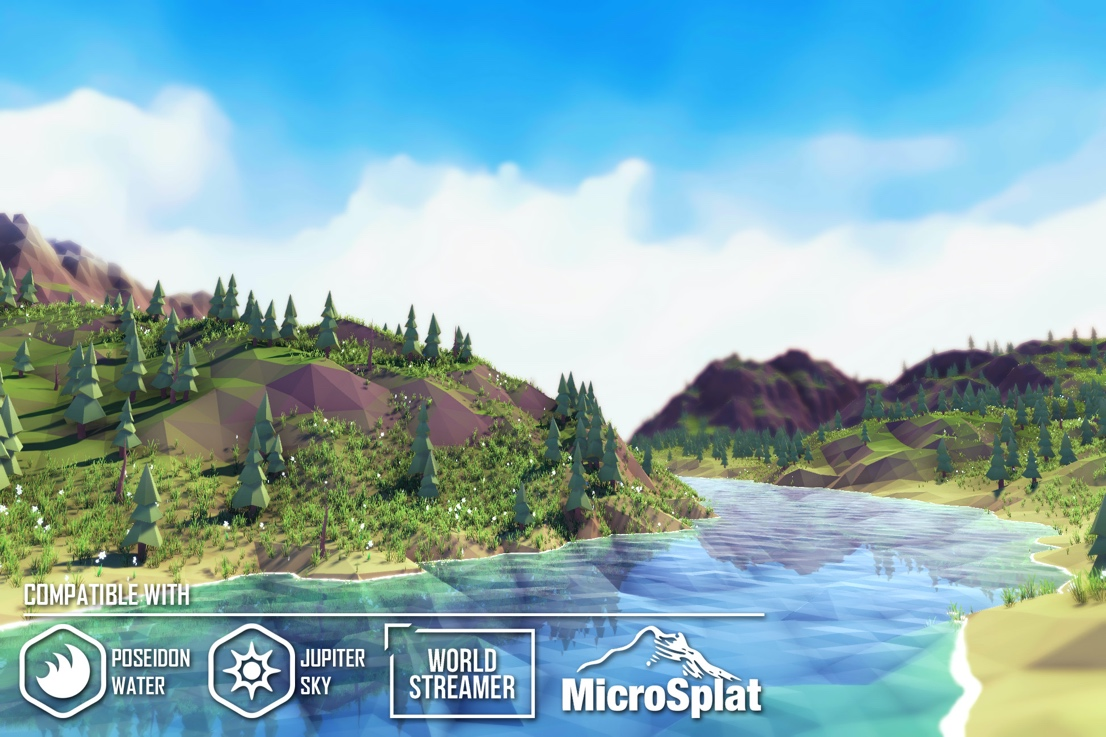 COMPATIBLE WITH
POSEIDON
WATER
JUPITER
SKY
WORLD
STREAMER
MicroSplat